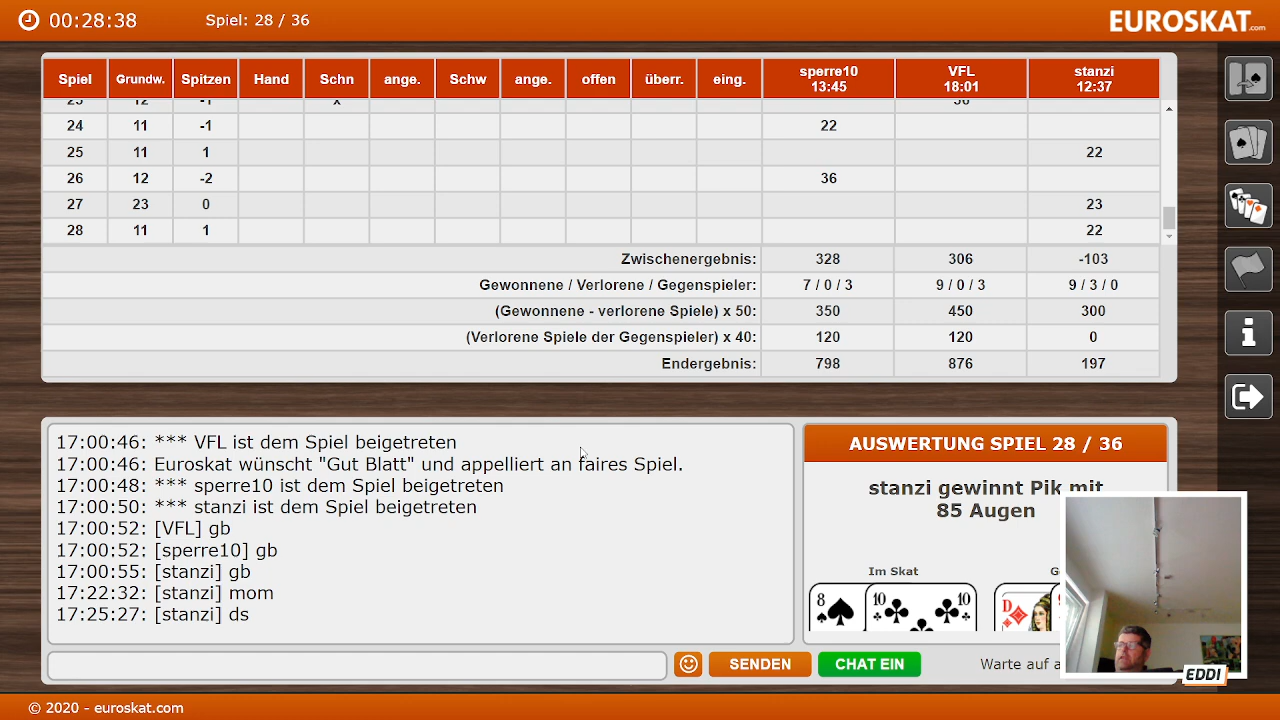 00:28:38 Spiel: 28 / 36 EUROSKAT.com
Spiel Grundw. Spitzen Hand Schn ange. Schw ange. offen überr. eing. sperre10 13:45 VFL 18:01 stanzi 12:37
23 12 -1 x 36
24 11 -1 22
25 11 1 22
26 12 -2 36
27 23 0 23
28 11 1 22
Zwischenergebnis: 328 306 -103
Gewonnene / Verlorene / Gegenspieler: 7 / 0 / 3 9 / 0 / 3 9 / 3 / 0
(Gewonnene - verlorene Spiele) x 50: 350 450 300
(Verlorene Spiele der Gegenspieler) x 40: 120 120 0
Endergebnis: 798 876 197
17:00:46: *** VFL ist dem Spiel beigetreten
17:00:46: Euroskat wünscht "Gut Blatt" und appelliert an faires Spiel.
17:00:48: *** sperre10 ist dem Spiel beigetreten
17:00:50: *** stanzi ist dem Spiel beigetreten
17:00:52: [VFL] gb
17:00:52: [sperre10] gb
17:00:55: [stanzi] gb
17:22:32: [stanzi] mom
17:25:27: [stanzi] ds
AUSWERTUNG SPIEL 28 / 36
stanzi gewinnt Pik mit
85 Augen
Im Skat
8 10 10 D
SENDEN CHAT EIN Warte auf
EDDI
© 2020 - euroskat.com